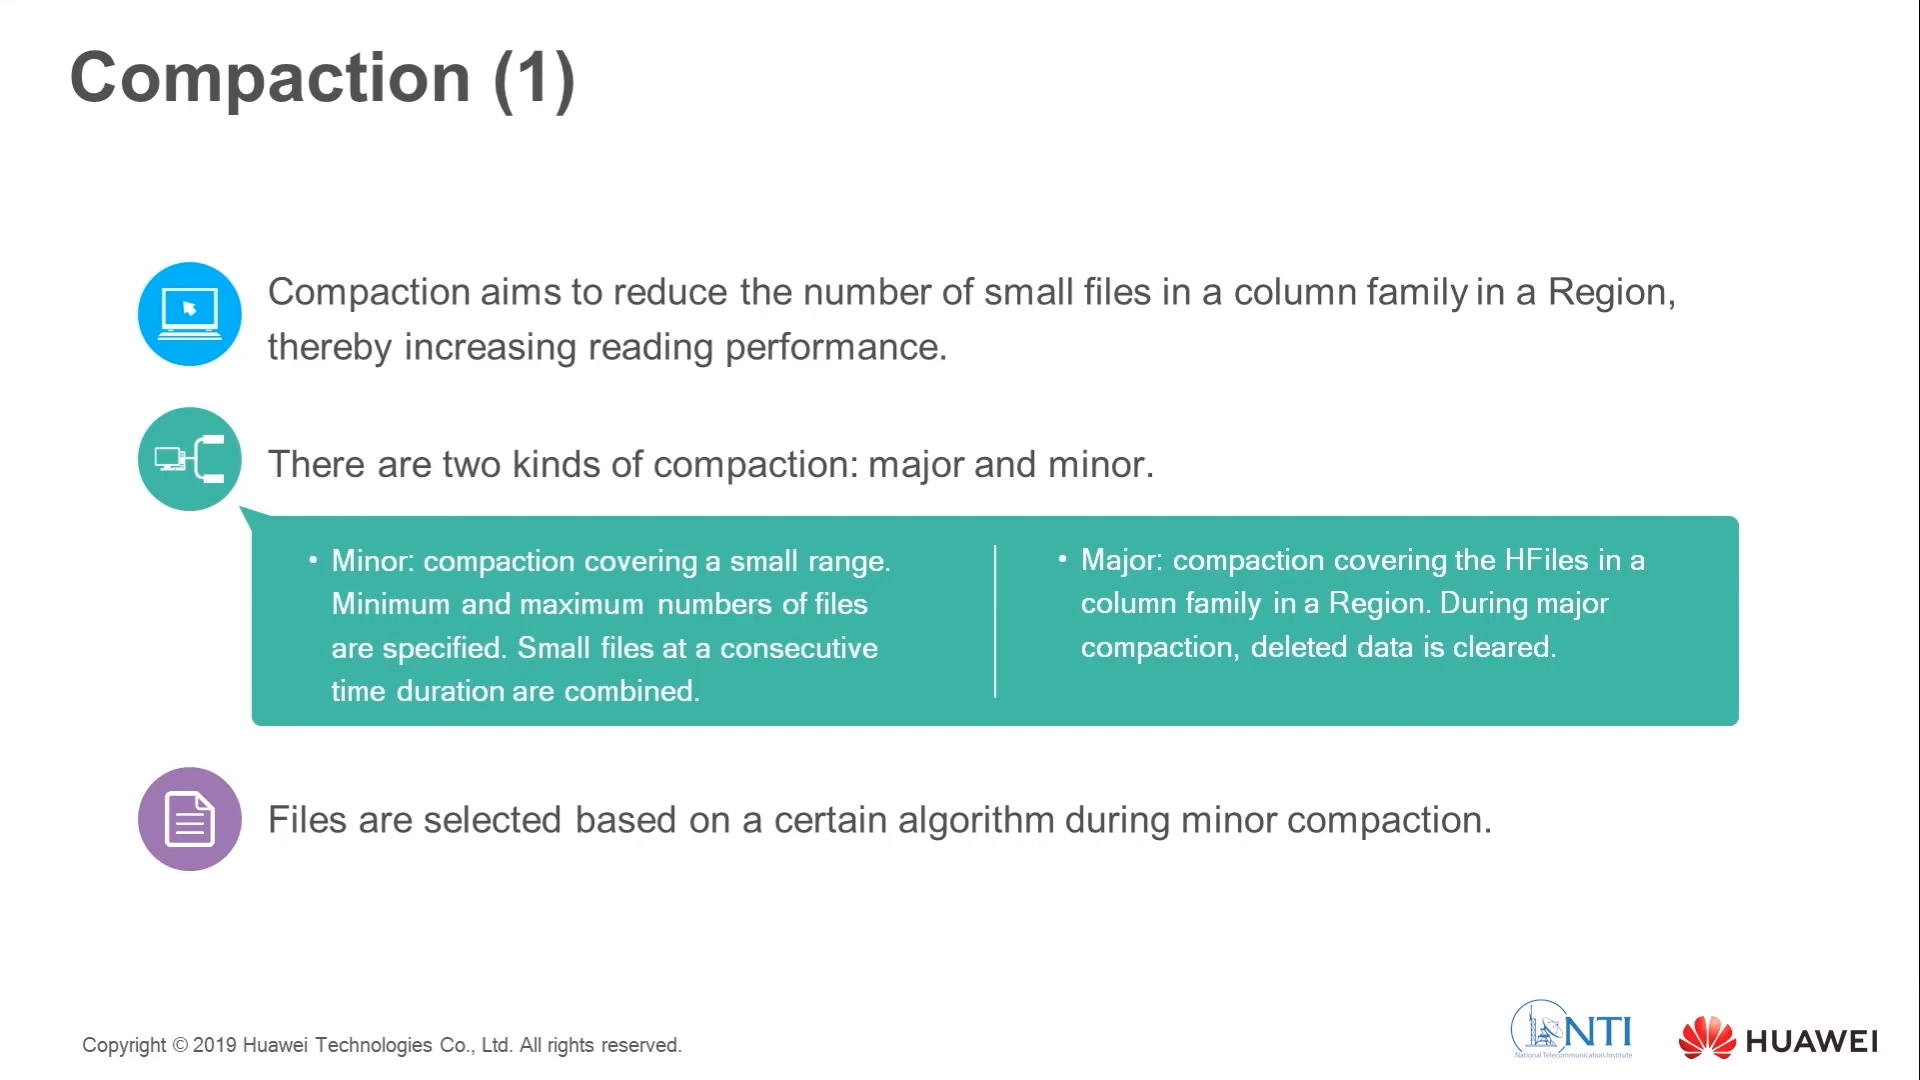 Compaction (1)
Compaction aims to reduce the number of small files in a column family in a Region,
thereby increasing reading performance.
There are two kinds of compaction: major and minor.
• Minor: compaction covering a small range.
Minimum and maximum numbers of files
are specified. Small files at a consecutive
time duration are combined.
• Major: compaction covering the HFiles in a
column family in a Region. During major
compaction, deleted data is cleared.
Files are selected based on a certain algorithm during minor compaction.
Copyright © 2019 Huawei Technologies Co., Ltd. All rights reserved.
NTI
National Telecommunication Institute
HUAWEI